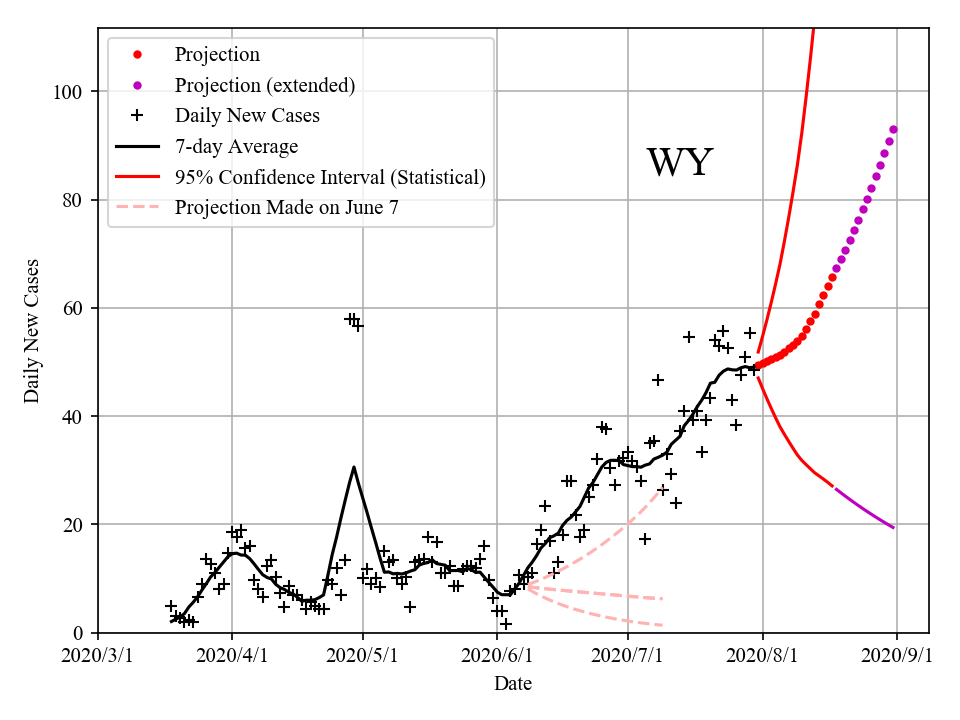 Projection
Projection (extended)
Daily New Cases
7-day Average
95% Confidence Interval (Statistical)
Projection Made on June 7
WY
100
80
60
40
20
0
Daily New Cases
2020/3/1 2020/4/1 2020/5/1 2020/6/1 2020/7/1 2020/8/1 2020/9/1
Date